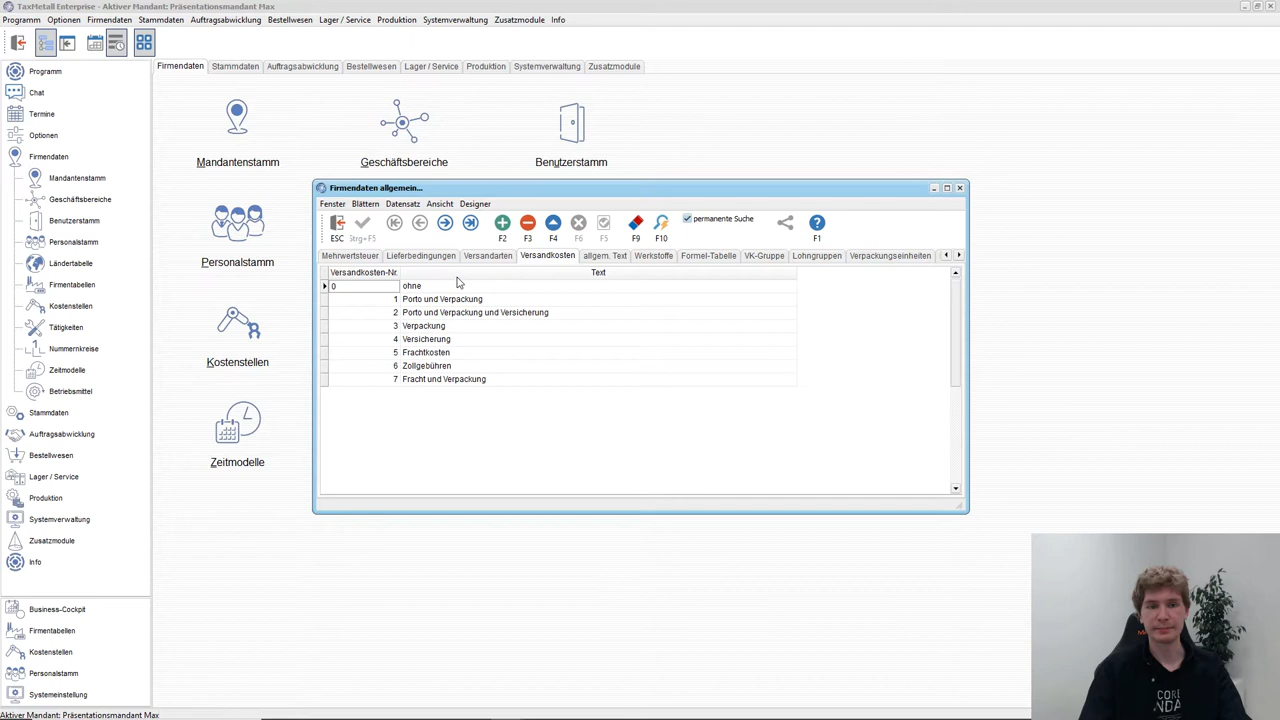 TaxMetall Enterprise - Aktiver Mandant: Präsentationsmandant Max
Programm Optionen Firmendaten Stammdaten Auftragsabwicklung Bestellwesen Lager / Service Produktion Systemverwaltung Zusatzmodule Info
Firmendaten Stammdaten Auftragsabwicklung Bestellwesen Lager / Service Produktion Systemverwaltung Zusatzmodule
Programm
Chat
Termine
Optionen
Firmendaten
Mandantenstamm
Geschäftsbereiche
Benutzerstamm
Personalstamm
Ländertabelle
Firmentabellen
Kostenstellen
Tätigkeiten
Nummernkreise
Zeitmodelle
Betriebsmittel
Stammdaten
Auftragsabwicklung
Bestellwesen
Lager / Service
Produktion
Systemverwaltung
Zusatzmodule
Info
Business-Cockpit
Firmentabellen
Kostenstellen
Personalstamm
Systemeinstellung
Mandantenstamm Geschäftsbereiche Benutzerstamm
Personalstamm
Kostenstellen
Zeitmodelle
Firmendaten allgemein...
Fenster Blättern Datensatz Ansicht Designer
permanente Suche
ESC Strg+F5 F2 F3 F4 F6 F5 F9 F10 F1
Mehrwertsteuer Lieferbedingungen Versandarten Versandkosten allgem. Text Werkstoffe Formel-Tabelle VK-Gruppe Lohngruppen Verpackungseinheiten
Versandkosten-Nr. Text
0 ohne
1 Porto und Verpackung
2 Porto und Verpackung und Versicherung
3 Verpackung
4 Versicherung
5 Frachtkosten
6 Zollgebühren
7 Fracht und Verpackung
CORE
Aktiver Mandant: Präsentationsmandant Max